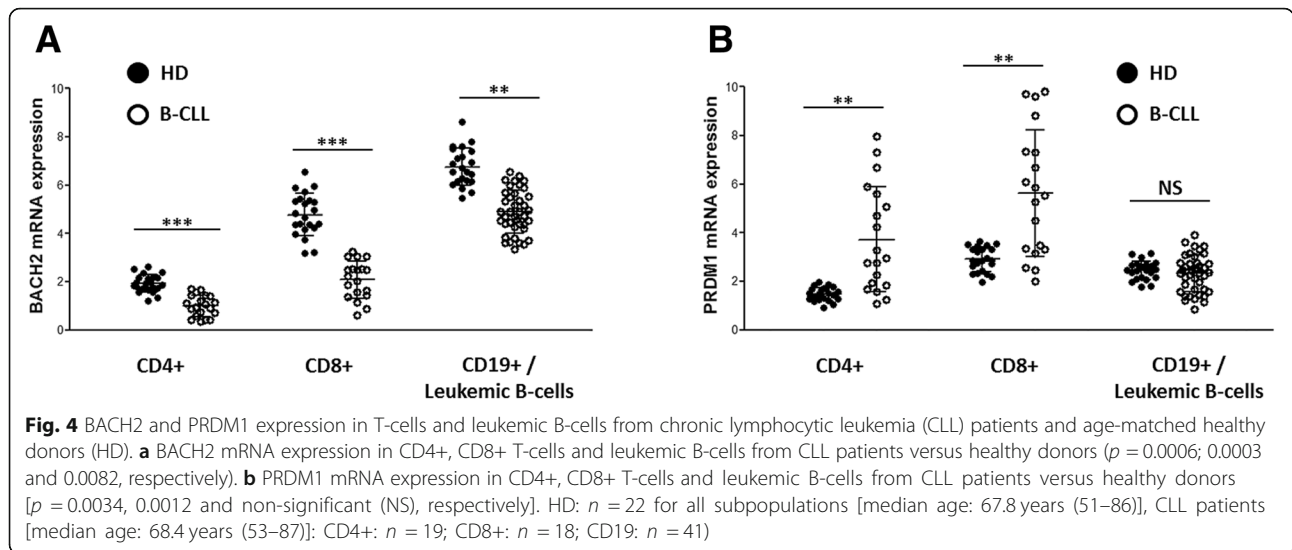 A
B
HD
B-CLL
HD
B-CLL
BACH2 mRNA expression
10
8
6
4
2
0
***
***
**
CD4+
CD8+
CD19+ /
Leukemic B-cells
PRDM1 mRNA expression
10
8
6
4
2
0
**
**
NS
CD4+
CD8+
CD19+ /
Leukemic B-cells
Fig. 4 BACH2 and PRDM1 expression in T-cells and leukemic B-cells from chronic lymphocytic leukemia (CLL) patients and age-matched healthy
donors (HD). a BACH2 mRNA expression in CD4+, CD8+ T-cells and leukemic B-cells from CLL patients versus healthy donors (p = 0.0006; 0.0003
and 0.0082, respectively). b PRDM1 mRNA expression in CD4+, CD8+ T-cells and leukemic B-cells from CLL patients versus healthy donors
[p = 0.0034, 0.0012 and non-significant (NS), respectively]. HD: n = 22 for all subpopulations [median age: 67.8 years (51–86)], CLL patients
[median age: 68.4 years (53–87)]: CD4+: n = 19; CD8+: n = 18; CD19: n = 41)